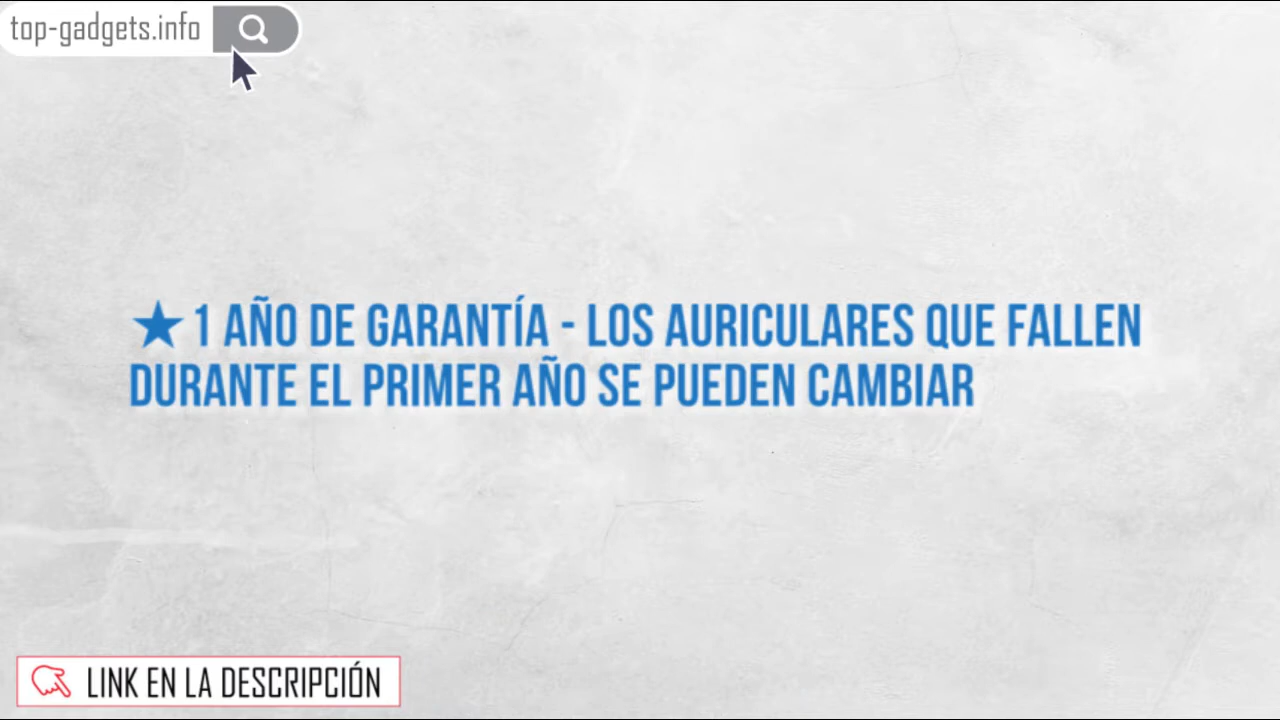 top-gadgets.info
★ 1 AÑO DE GARANTÍA - LOS AURICULARES QUE FALLEN
DURANTE EL PRIMER AÑO SE PUEDEN CAMBIAR
LINK EN LA DESCRIPCIÓN